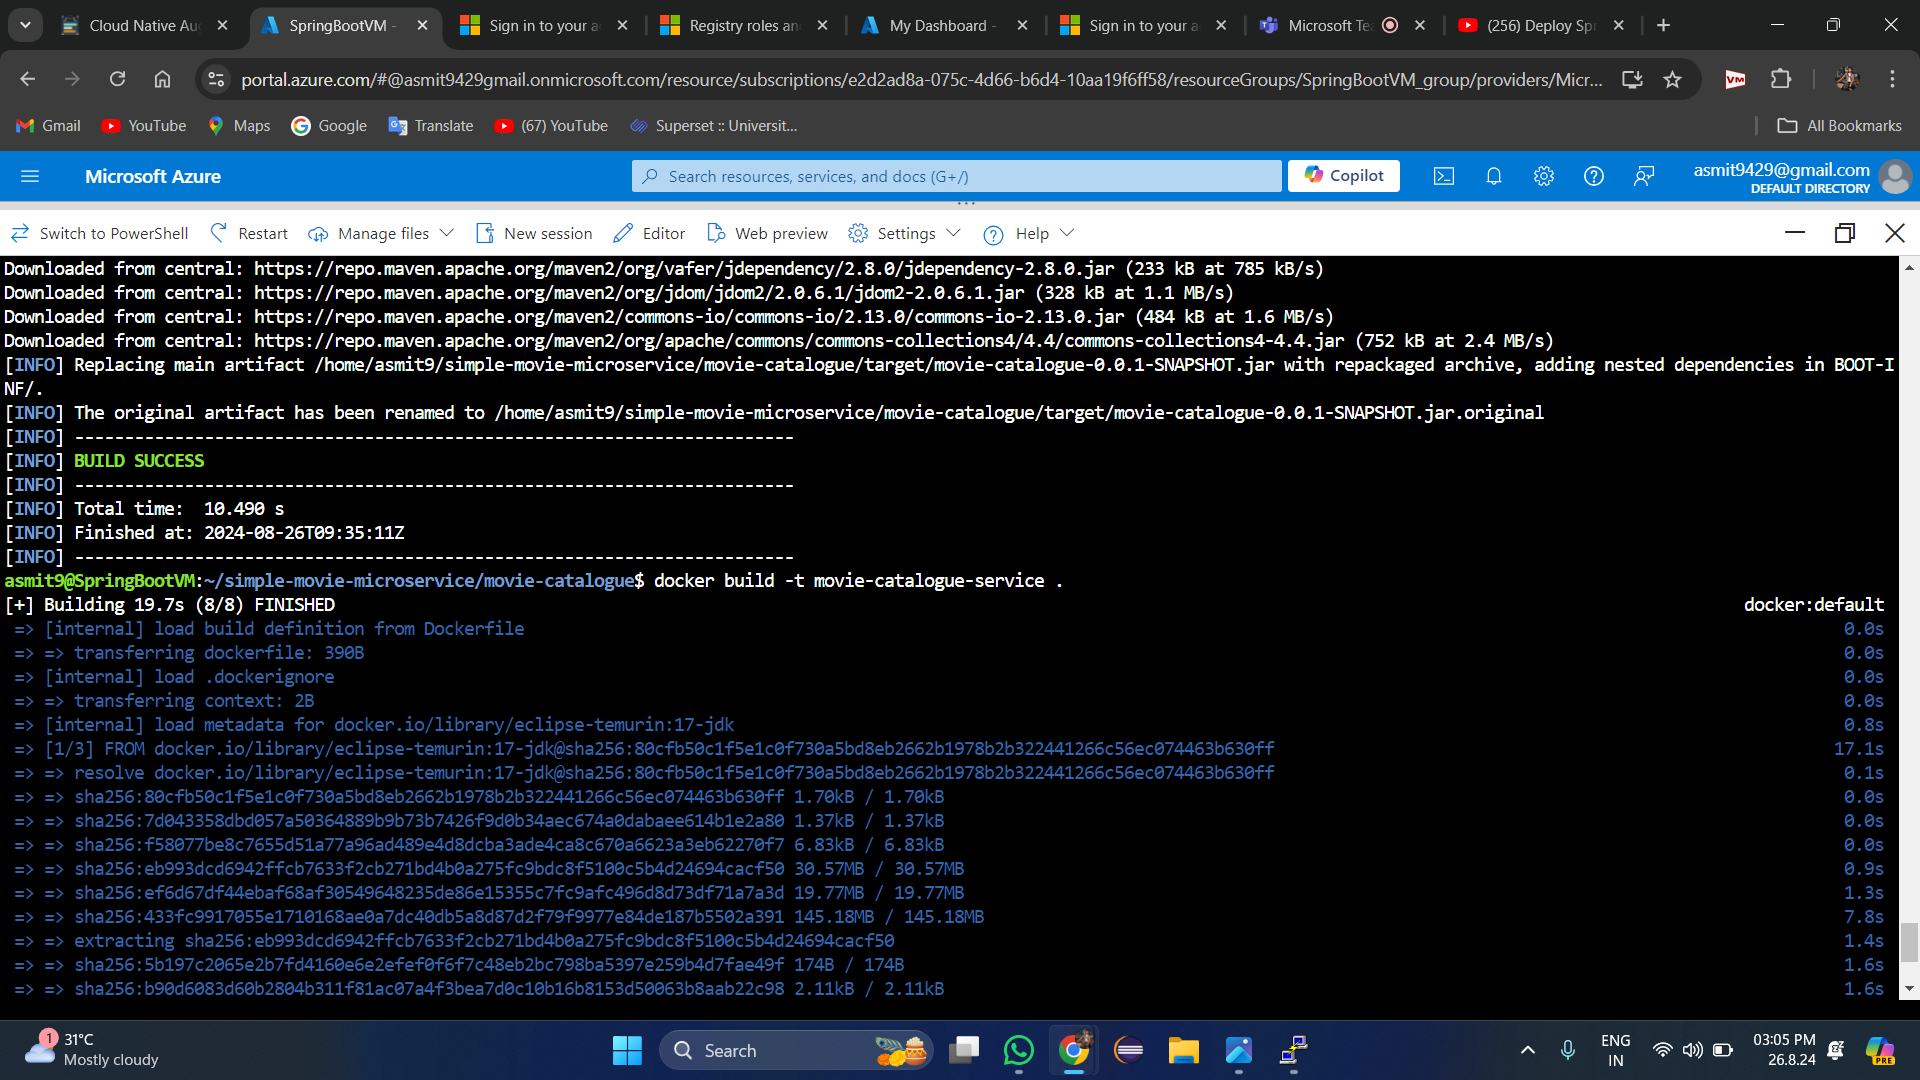 Cloud Native Au
SpringBootVM -
Sign in to your a
Registry roles an
My Dashboard -
Sign in to your a
Microsoft Te
(256) Deploy Spr
portal.azure.com/#@asmit9429gmail.onmicrosoft.com/resource/subscriptions/e2d2ad8a-075c-4d66-b6d4-10aa19f6ff58/resourceGroups/SpringBootVM_group/providers/Micr...
VM
Gmail
YouTube
Maps
Google
Translate
(67) YouTube
Superset :: Universit...
All Bookmarks
Microsoft Azure
Search resources, services, and docs (G+/)
Copilot
asmit9429@gmail.com
DEFAULT DIRECTORY
Switch to PowerShell
Restart
Manage files
New session
Editor
Web preview
Settings
Help
Downloaded from central: https://repo.maven.apache.org/maven2/org/vafer/jdependency/2.8.0/jdependency-2.8.0.jar (233 kB at 785 kB/s)
Downloaded from central: https://repo.maven.apache.org/maven2/org/jdom/jdom2/2.0.6.1/jdom2-2.0.6.1.jar (328 kB at 1.1 MB/s)
Downloaded from central: https://repo.maven.apache.org/maven2/commons-io/commons-io/2.13.0/commons-io-2.13.0.jar (484 kB at 1.6 MB/s)
Downloaded from central: https://repo.maven.apache.org/maven2/org/apache/commons/commons-collections4/4.4/commons-collections4-4.4.jar (752 kB at 2.4 MB/s)
[INFO] Replacing main artifact /home/asmit9/simple-movie-microservice/movie-catalogue/target/movie-catalogue-0.0.1-SNAPSHOT.jar with repackaged archive, adding nested dependencies in BOOT-I
NF/.
[INFO] The original artifact has been renamed to /home/asmit9/simple-movie-microservice/movie-catalogue/target/movie-catalogue-0.0.1-SNAPSHOT.jar.original
[INFO] ------------------------------------------------------------------------
[INFO] BUILD SUCCESS
[INFO] ------------------------------------------------------------------------
[INFO] Total time:  10.490 s
[INFO] Finished at: 2024-08-26T09:35:11Z
[INFO] ------------------------------------------------------------------------
asmit9@SpringBootVM:~/simple-movie-microservice/movie-catalogue$ docker build -t movie-catalogue-service .
[+] Building 19.7s (8/8) FINISHED docker:default
=> [internal] load build definition from Dockerfile 0.0s
=> => transferring dockerfile: 390B 0.0s
=> [internal] load .dockerignore 0.0s
=> => transferring context: 2B 0.0s
=> [internal] load metadata for docker.io/library/eclipse-temurin:17-jdk 0.8s
=> [1/3] FROM docker.io/library/eclipse-temurin:17-jdk@sha256:80cfb50c1f5e1c0f730a5bd8eb2662b1978b2b322441266c56ec074463b630ff 17.1s
=> => resolve docker.io/library/eclipse-temurin:17-jdk@sha256:80cfb50c1f5e1c0f730a5bd8eb2662b1978b2b322441266c56ec074463b630ff 0.1s
=> => sha256:80cfb50c1f5e1c0f730a5bd8eb2662b1978b2b322441266c56ec074463b630ff 1.70kB / 1.70kB 0.0s
=> => sha256:7d043358dbd057a50364889b9b73b7426f9d0b34aec674a0dabaee614b1e2a80 1.37kB / 1.37kB 0.0s
=> => sha256:f58077be8c7655d51a77a96ad489e4d8dcba3ade4ca8c670a6623a3eb62270f7 6.83kB / 6.83kB 0.0s
=> => sha256:eb993dcd6942ffcb7633f2cb271bd4b0a275fc9bdc8f5100c5b4d24694cacf50 30.57MB / 30.57MB 0.9s
=> => sha256:ef6d67df44ebaf68af30549648235de86e15355c7fc9afc496d8d73df71a7a3d 19.77MB / 19.77MB 1.3s
=> => sha256:433fc9917055e1710168ae0a7dc40db5a8d87d2f79f9977e84de187b5502a391 145.18MB / 145.18MB 7.8s
=> => extracting sha256:eb993dcd6942ffcb7633f2cb271bd4b0a275fc9bdc8f5100c5b4d24694cacf50 1.4s
=> => sha256:5b197c2065e2b7fd4160e6e2efef0f6f7c48eb2bc798ba5397e259b4d7fae49f 174B / 174B 1.6s
=> => sha256:b90d6083d60b2804b311f81ac07a4f3bea7d0c10b16b8153d50063b8aab22c98 2.11kB / 2.11kB 1.6s
1
31°C
Mostly cloudy
Search
ENG
IN
03:05 PM
26.8.24
PRE